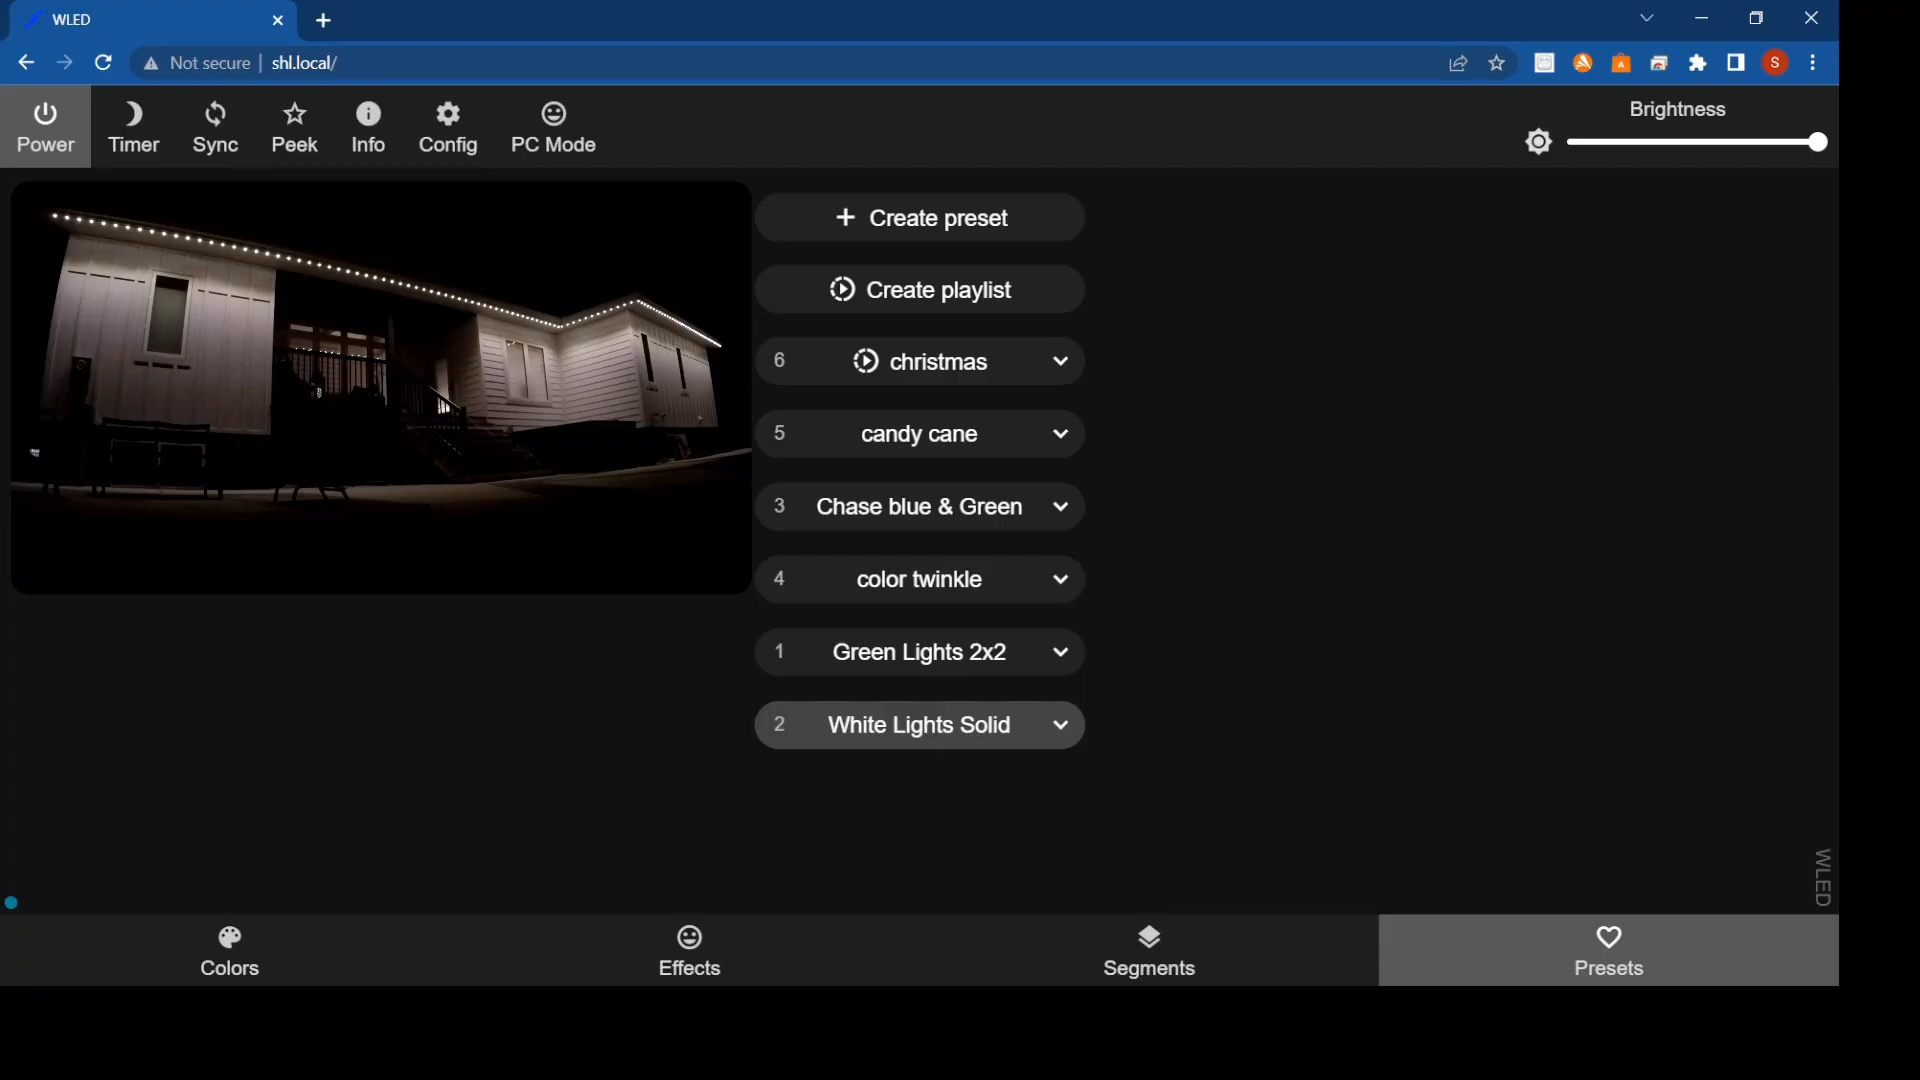 WLED
Not secure | shl.local/
S
Power
Timer
Sync
Peek
Info
Config
PC Mode
Brightness
Create preset
Create playlist
6 christmas
5 candy cane
3 Chase blue & Green
4 color twinkle
1 Green Lights 2x2
2 White Lights Solid
WLED
Colors
Effects
Segments
Presets